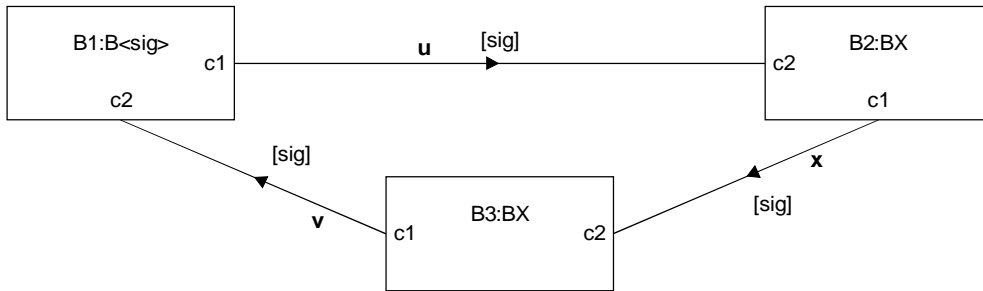 B1:B<sig>
u
[sig]
B2:BX
c1
c2
c2
c1
[sig]
x
[sig]
B3:BX
v
c1
c2